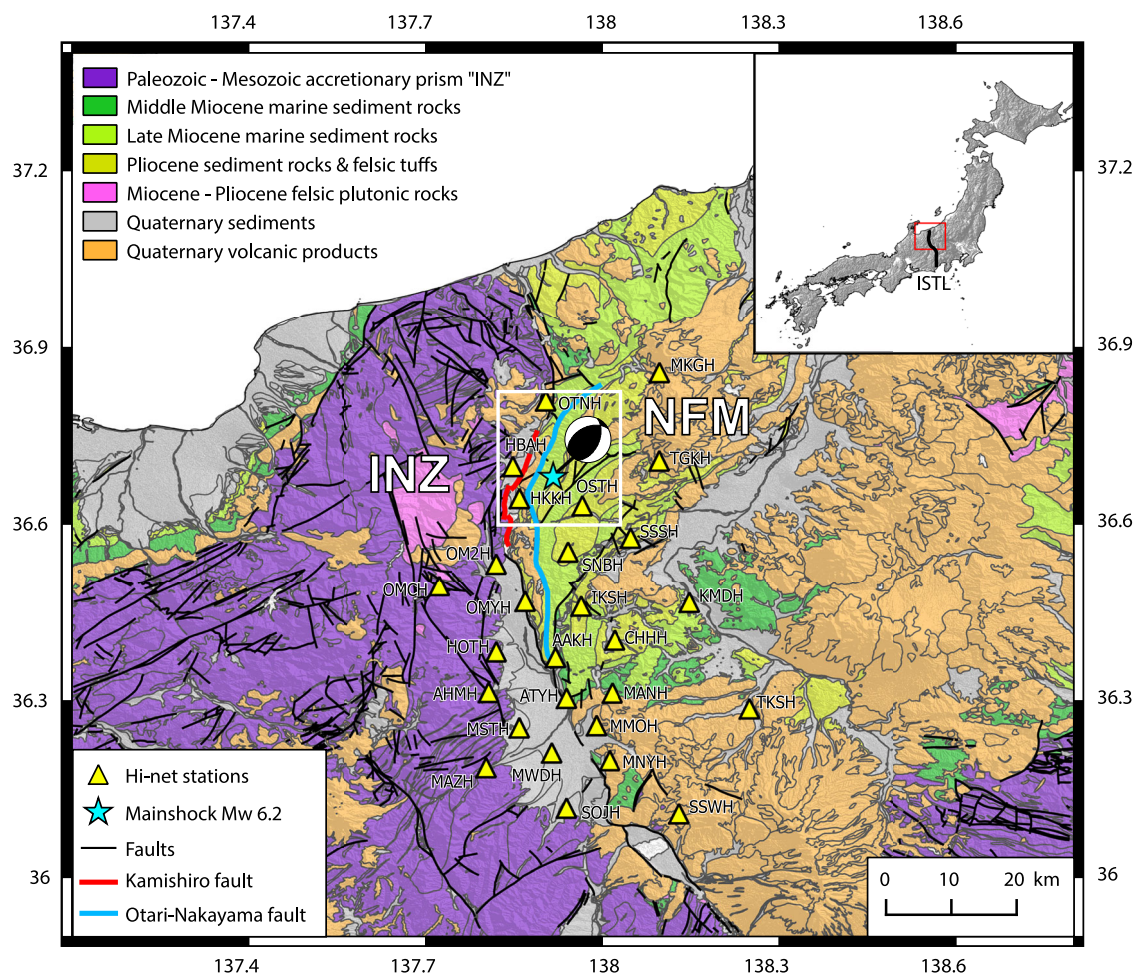 137.4 137.7 138 138.3 138.6
Paleozoic - Mesozoic accretionary prism "INZ"
Middle Miocene marine sediment rocks
Late Miocene marine sediment rocks
Pliocene sediment rocks & felsic tuffs
Miocene - Pliocene felsic plutonic rocks
Quaternary sediments
Quaternary volcanic products
ISTL
37.2 37.2
36.9 36.9
MKGH
OTNH
NFM
HBAH
TGKH
INZ
HKKH
OSTH
36.6 36.6
SSSH
OM2H
SNBH
OMCH
OMYH
IKSH
KMDH
HOTH
AAKH
CHHH
AHMH
ATYH
MANH
TKSH
36.3 36.3
MSTH
MMOH
MAZH
MWDH
MNYH
SOJH
SSWH
Hi-net stations
Mainshock Mw 6.2
Faults
Kamishiro fault
Otari-Nakayama fault
0 10 20 km
36 36
137.4 137.7 138 138.3 138.6